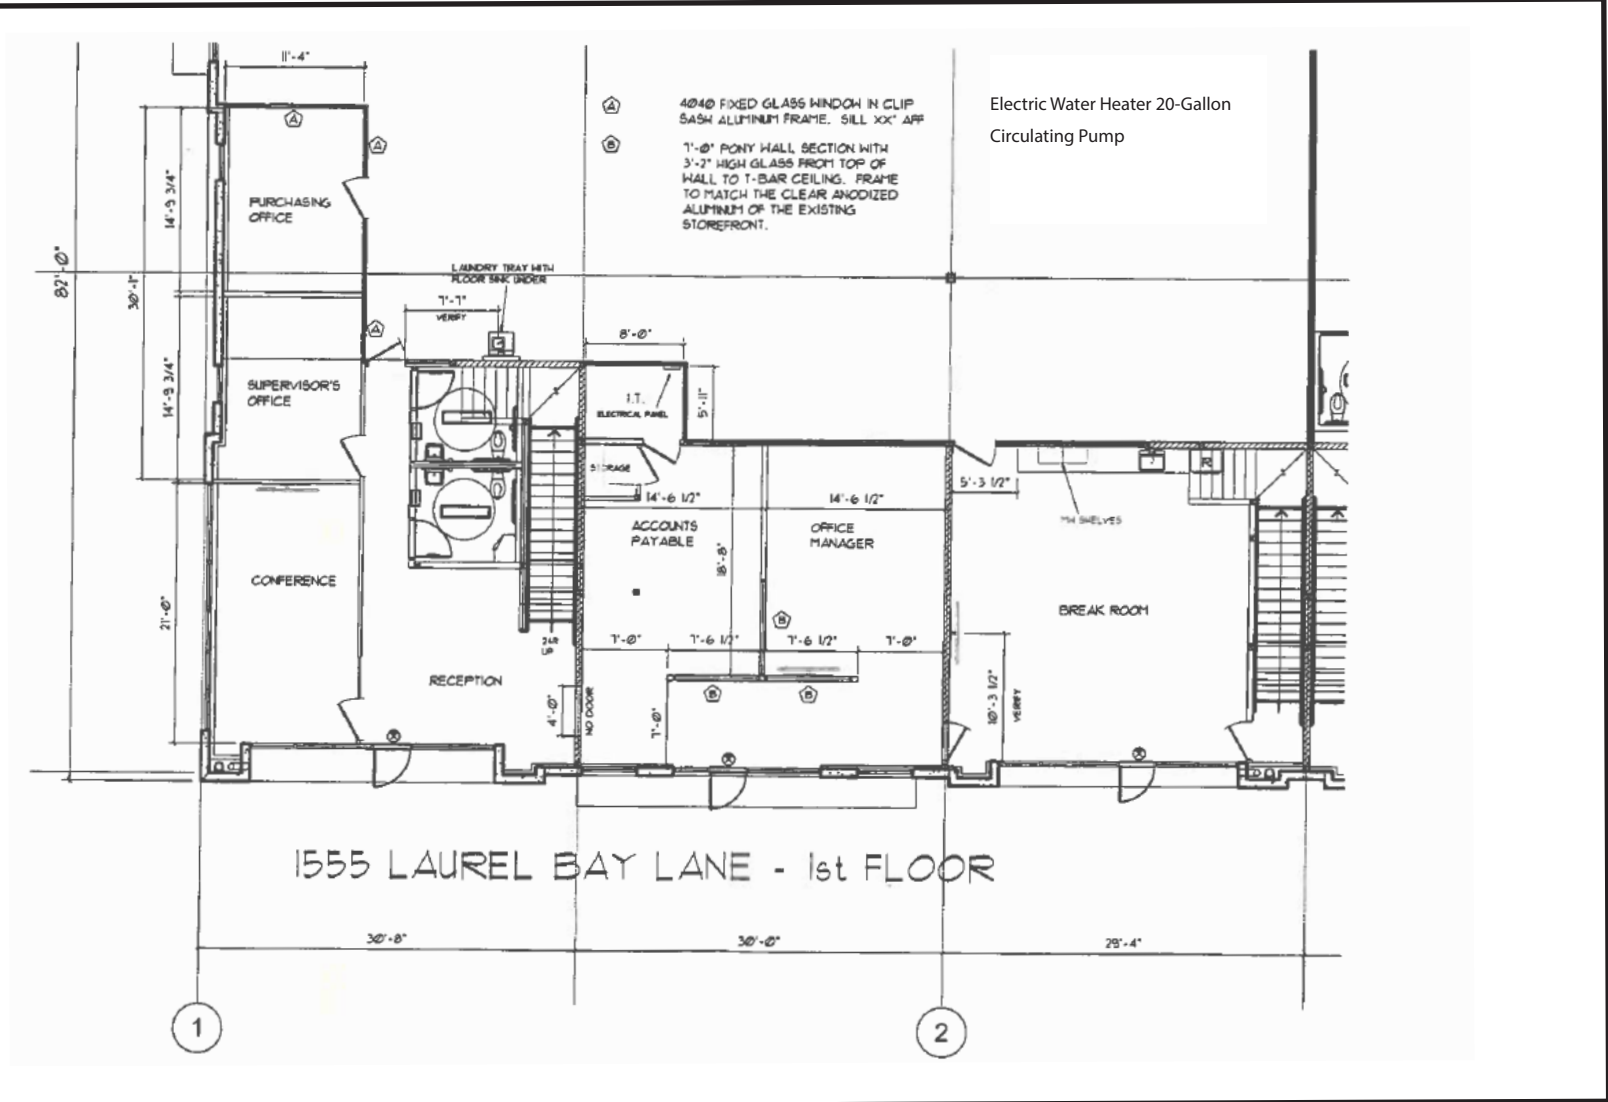 11'-4"
A
A
4040 FIXED GLASS WINDOW IN CLIP
SASH ALUMINUM FRAME. SILL XX" AFF
B
7'-0" PONY WALL SECTION WITH
3'-2" HIGH GLASS FROM TOP OF
WALL TO T-BAR CEILING. FRAME
TO MATCH THE CLEAR ANODIZED
ALUMINUM OF THE EXISTING
STOREFRONT.
Electric Water Heater 20-Gallon
Circulating Pump
A
PURCHASING
OFFICE
14'-9 3/4"
82'-0"
30'-1"
LAUNDRY TRAY WITH
FLOOR SINK UNDER
7'-7"
VERIFY
A
8'-0"
14'-9 3/4"
SUPERVISOR'S
OFFICE
I.T.
ELECTRICAL PANEL
5'-11"
STORAGE
14'-6 1/2"
14'-6 1/2"
5'-3 1/2"
ACCOUNTS
PAYABLE
OFFICE
MANAGER
SHELVES
18'-8"
CONFERENCE
21'-0"
BREAK ROOM
B
7'-0"
7'-6 1/2"
7'-6 1/2"
7'-0"
UP
RECEPTION
B
B
4'-0"
NO DOOR
7'-0"
10'-3 1/2"
VERIFY
1555 LAUREL BAY LANE - 1st FLOOR
30'-8"
30'-0"
29'-4"
1
2